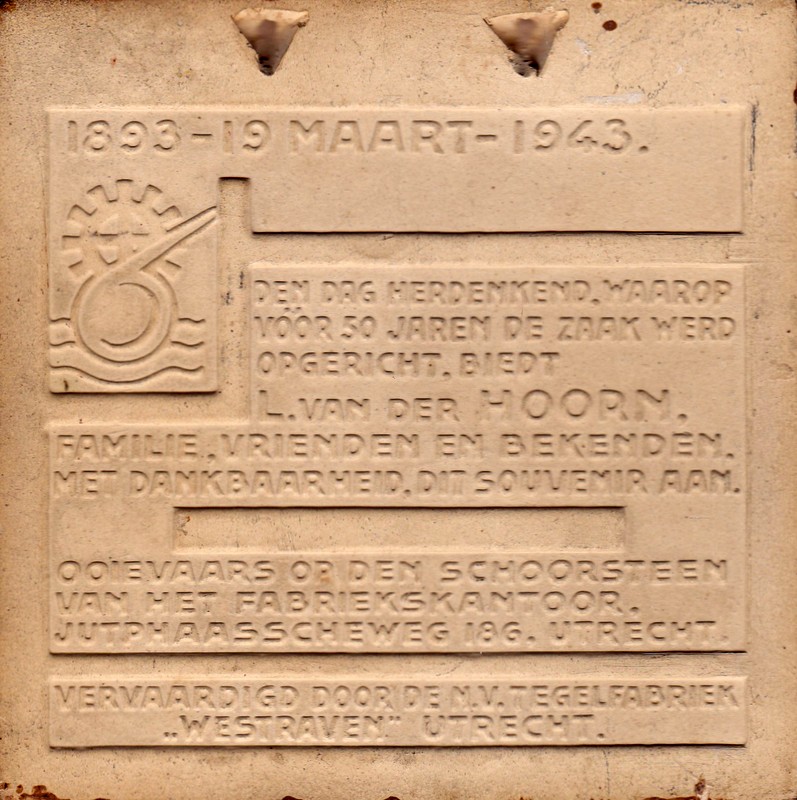 1893-19 MAART-1943.
DEN DAG HERDENKEND, WAAROP
VÓÓR 50 JAREN DE ZAAK WERD
OPGERICHT, BIEDT
L. VAN DER HOORN,
FAMILIE, VRIENDEN EN BEKENDEN,
MET DANKBAARHEID, DIT SOUVENIR AAN.
OOIEVAARS OP DEN SCHOORSTEEN
VAN HET FABRIEKSKANTOOR,
JUTPHAASSCHEWEG 186. UTRECHT.
VERVAARDIGD DOOR DE N.V. TEGELFABRIEK
„WESTRAVEN" UTRECHT.